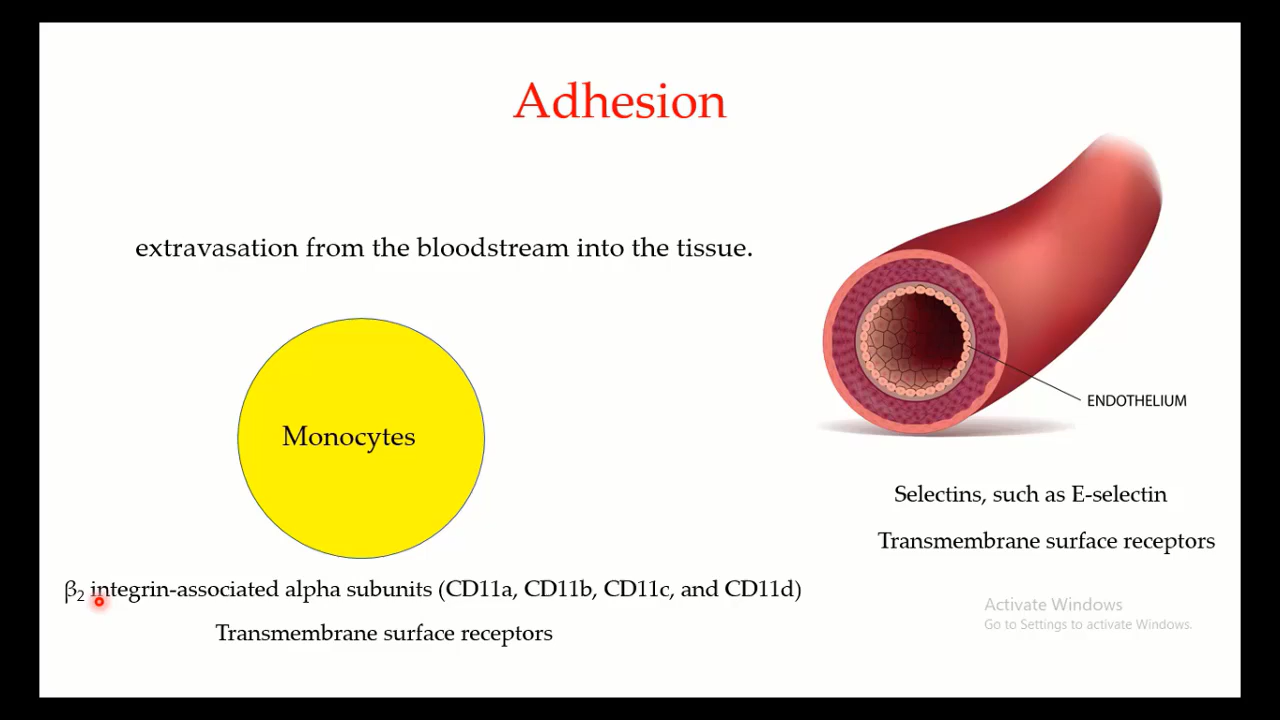 Adhesion
extravasation from the bloodstream into the tissue.
Monocytes
ENDOTHELIUM
Selectins, such as E-selectin
Transmembrane surface receptors
β₂ integrin-associated alpha subunits (CD11a, CD11b, CD11c, and CD11d)
Transmembrane surface receptors
Activate Windows
Go to Settings to activate Windows.